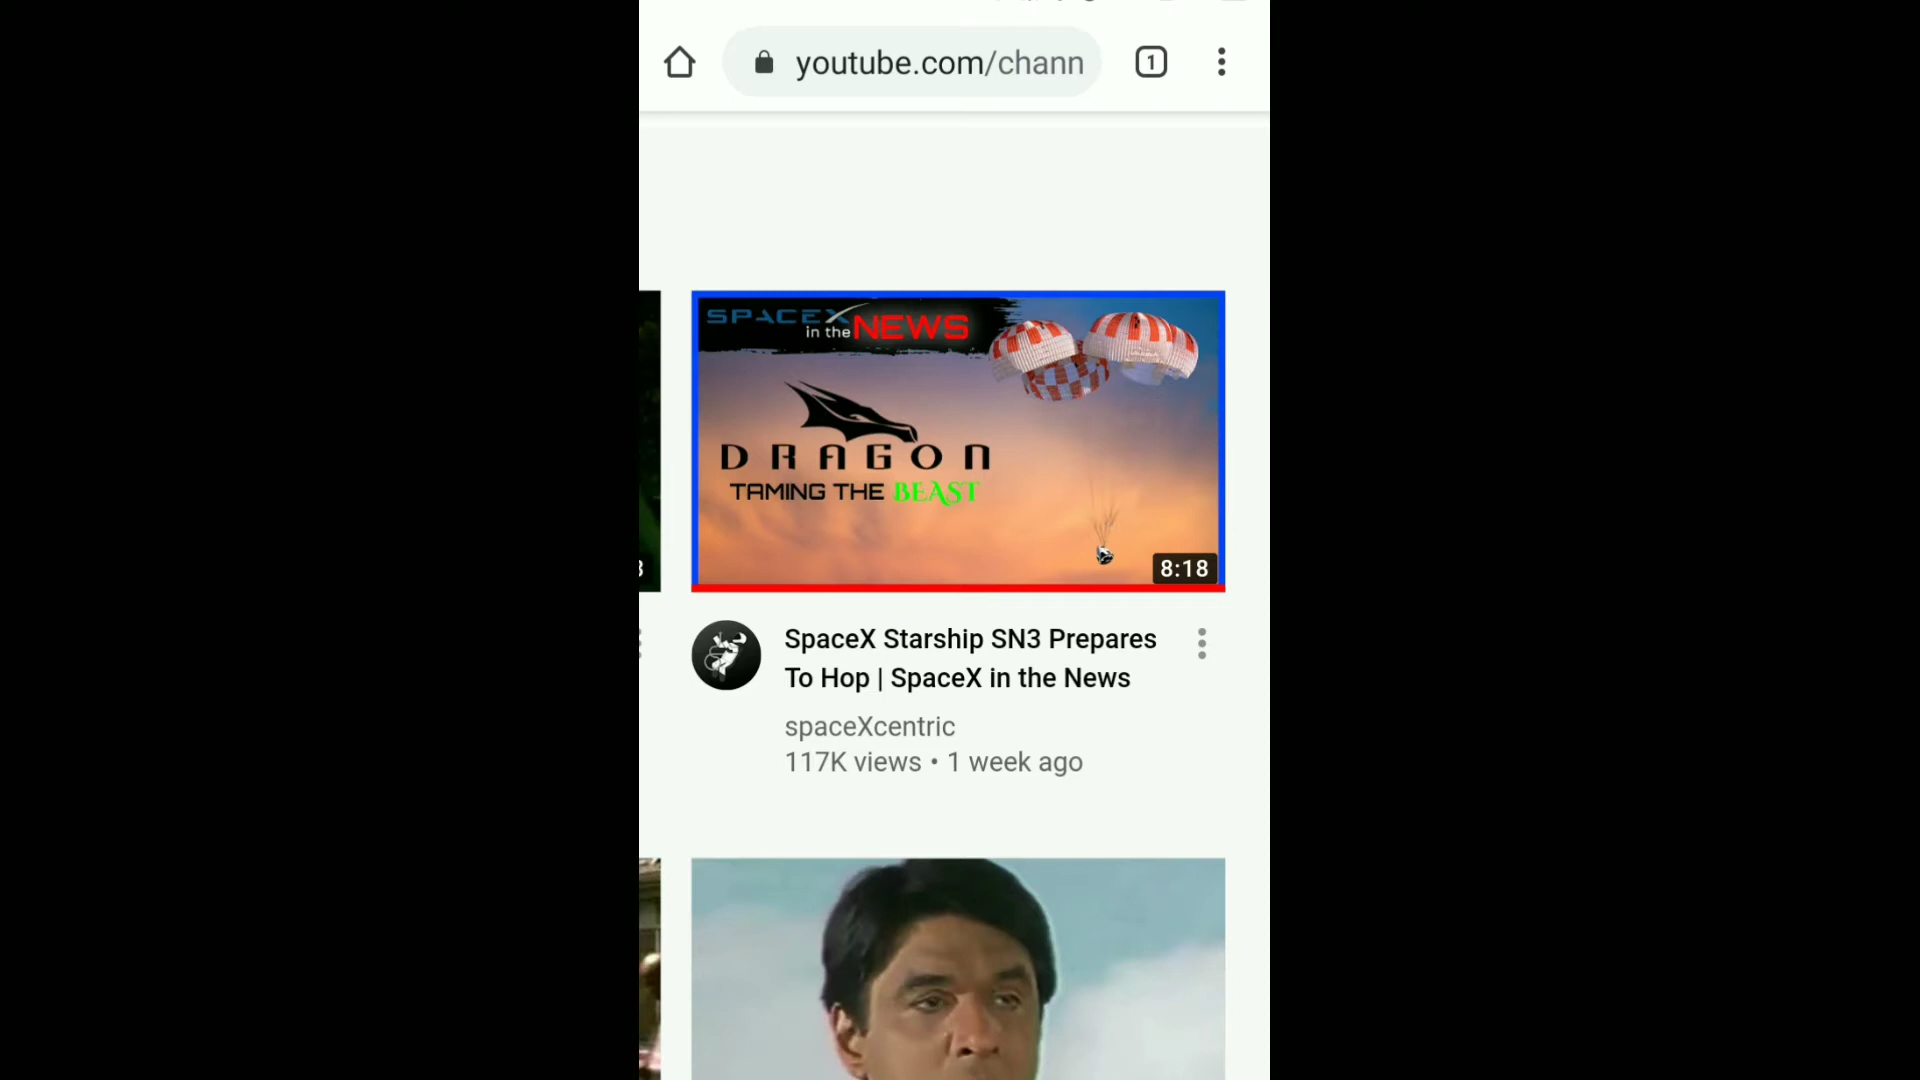 youtube.com/chann
1
SPACEX
in the NEWS
DRAGON
TAMING THE BEAST
8:18
SpaceX Starship SN3 Prepares
To Hop | SpaceX in the News
spaceXcentric
117K views • 1 week ago